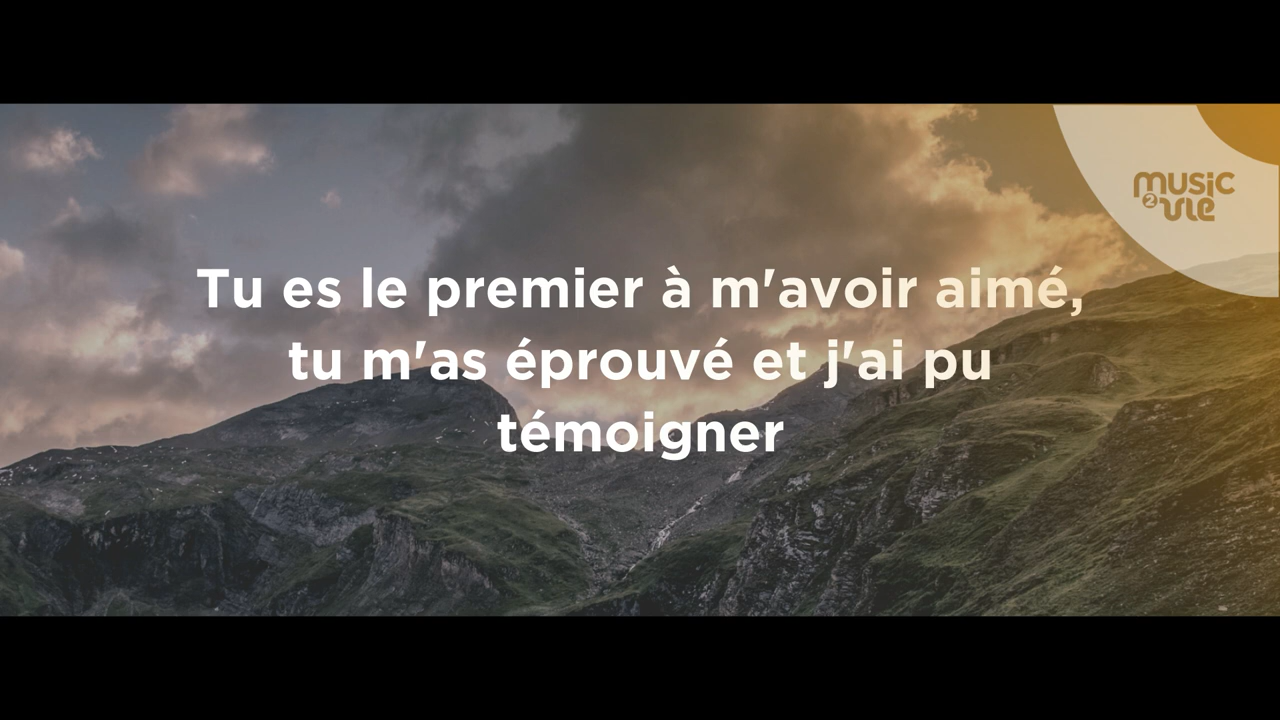 music
2 vie
Tu es le premier à m'avoir aimé,
tu m'as éprouvé et j'ai pu
témoigner